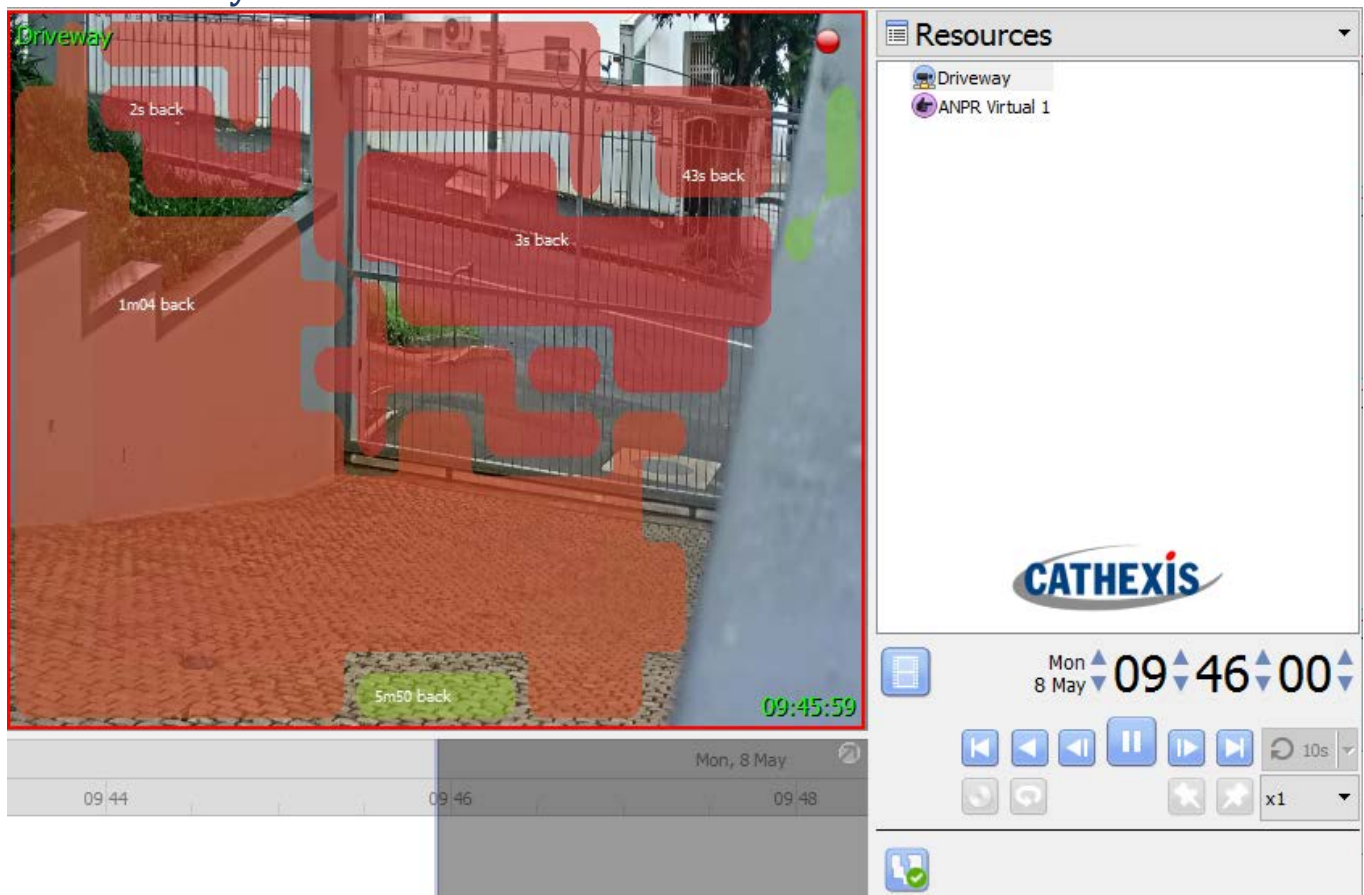 Driveway
2s back
43s back
3s back
1m04 back
5m50 back
09:45:59
Mon, 8 May
09 44
09 46
09 48
Resources
Driveway
ANPR Virtual 1
CATHEXIS
Mon
8 May
09 46 00
10s
x1